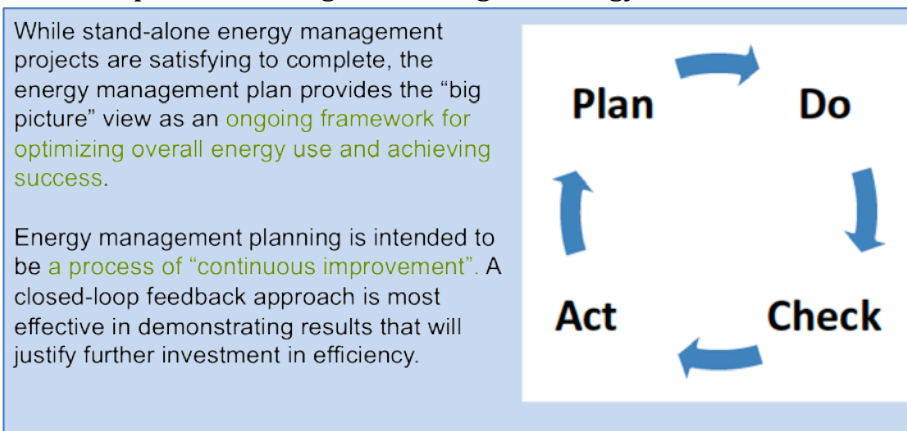 While stand-alone energy management
projects are satisfying to complete, the
energy management plan provides the “big
picture” view as an ongoing framework for
optimizing overall energy use and achieving
success.
Energy management planning is intended to
be a process of “continuous improvement”. A
closed-loop feedback approach is most
effective in demonstrating results that will
justify further investment in efficiency.
Plan
Do
Act
Check